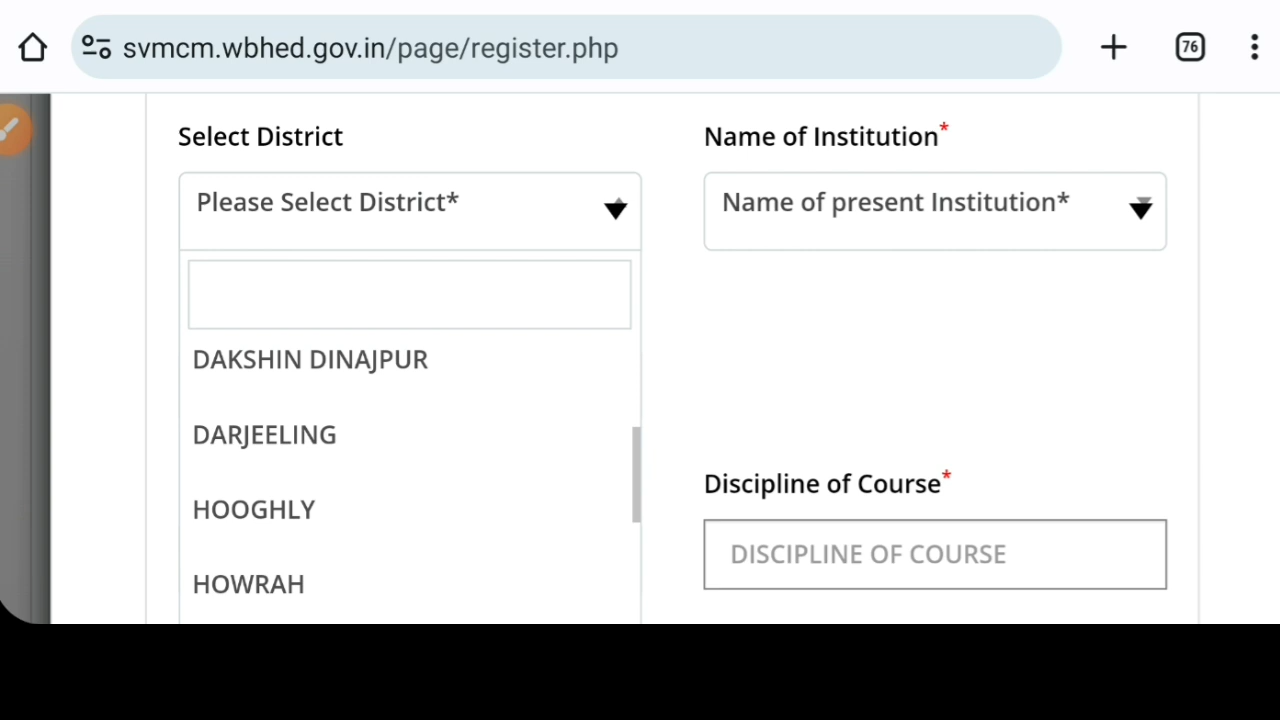 svmcm.wbhed.gov.in/page/register.php
76
Select District
Name of Institution*
Please Select District*
Name of present Institution*
DAKSHIN DINAJPUR
DARJEELING
HOOGHLY
Discipline of Course*
DISCIPLINE OF COURSE
HOWRAH